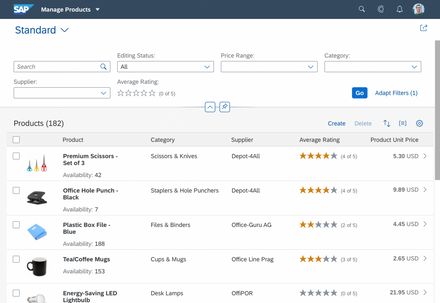 SAP Manage Products
Standard
Editing Status: Price Range: Category:
Search All
Supplier: Average Rating:
(0 of 5) Go Adapt Filters (1)
Products (182) Create Delete
Product Category Supplier Average Rating Product Unit Price
Premium Scissors - Scissors & Knives Depot-4All (4 of 5) 5.30 USD
Set of 3
Availability: 42
Office Hole Punch - Staplers & Hole Punchers Depot-4All (4 of 5) 9.89 USD
Black
Availability: 7
Plastic Box File - Files & Binders Office-Gru AG (2 of 5) 4.45 USD
Blue
Availability: 188
Tea/Coffee Mugs Cups & Mugs Office Line Prag (3 of 5) 2.65 USD
Availability: 153
Energy-Saving LED Desk Lamps OffiPOR (2 of 5) 21.95 USD
Lightbulb